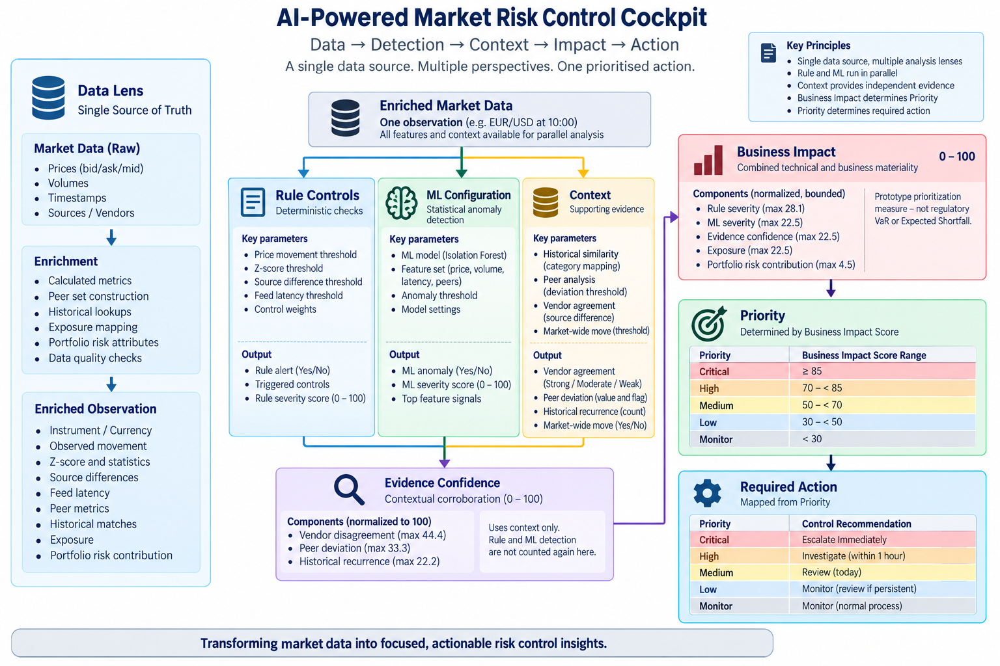 AI-Powered Market Risk Control Cockpit
Data → Detection → Context → Impact → Action
A single data source. Multiple perspectives. One prioritised action.
Key Principles
• Single data source, multiple analysis lenses
• Rule and ML run in parallel
• Context provides independent evidence
• Business Impact determines Priority
• Priority determines required action
Data Lens
Single Source of Truth
Market Data (Raw)
• Prices (bid/ask/mid)
• Volumes
• Timestamps
• Sources / Vendors
Enrichment
• Calculated metrics
• Peer set construction
• Historical lookups
• Exposure mapping
• Portfolio risk attributes
• Data quality checks
Enriched Observation
• Instrument / Currency
• Observed movement
• Z-score and statistics
• Source differences
• Feed latency
• Peer metrics
• Historical matches
• Exposure
• Portfolio risk contribution
Enriched Market Data
One observation (e.g. EUR/USD at 10:00)
All features and context available for parallel analysis
Rule Controls
Deterministic checks
Key parameters
• Price movement threshold
• Z-score threshold
• Source difference threshold
• Feed latency threshold
• Control weights
Output
• Rule alert (Yes/No)
• Triggered controls
• Rule severity score (0 – 100)
ML Configuration
Statistical anomaly
detection
Key parameters
• ML model (Isolation Forest)
• Feature set (price, volume,
latency, peers)
• Anomaly threshold
• Model settings
Output
• ML anomaly (Yes/No)
• ML severity score (0 – 100)
• Top feature signals
Context
Supporting evidence
Key parameters
• Historical similarity
(category mapping)
• Peer analysis
(deviation threshold)
• Vendor agreement
(source difference)
• Market-wide move (threshold)
Output
• Vendor agreement
(Strong / Moderate / Weak)
• Peer deviation (value and flag)
• Historical recurrence (count)
• Market-wide move (Yes/No)
Evidence Confidence
Contextual corroboration (0 – 100)
Components (normalized to 100)
• Vendor disagreement (max 44.4)
• Peer deviation (max 33.3)
• Historical recurrence (max 22.2)
Uses context only.
Rule and ML detection
are not counted again here.
Business Impact
0 – 100
Combined technical and business materiality
Components (normalized, bounded)
• Rule severity (max 28.1)
• ML severity (max 22.5)
• Evidence confidence (max 22.5)
• Exposure (max 22.5)
• Portfolio risk contribution (max 4.5)
Prototype prioritization
measure – not regulatory
VaR or Expected Shortfall.
Priority
Determined by Business Impact Score
Priority Business Impact Score Range
Critical ≥ 85
High 70 – < 85
Medium 50 – < 70
Low 30 – < 50
Monitor < 30
Required Action
Mapped from Priority
Priority Control Recommendation
Critical Escalate Immediately
High Investigate (within 1 hour)
Medium Review (today)
Low Monitor (review if persistent)
Monitor Monitor (normal process)
Transforming market data into focused, actionable risk control insights.